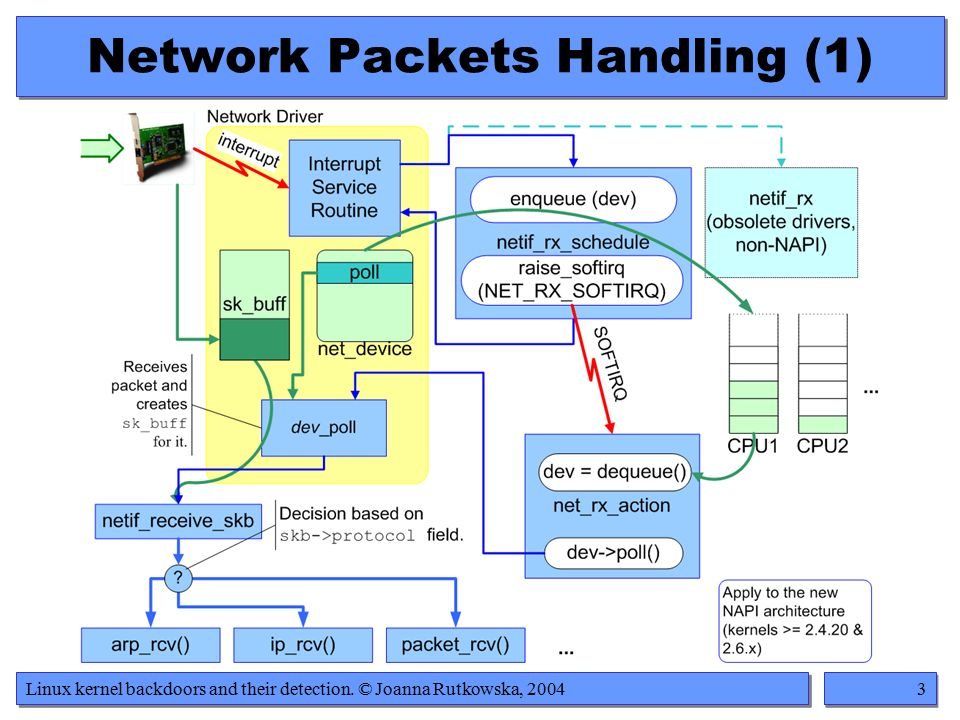 Network Packets Handling (1)
Network Driver
interrupt
Interrupt
Service
Routine
enqueue (dev)
netif_rx_schedule
raise_softirq
(NET_RX_SOFTIRQ)
netif_rx
(obsolete drivers,
non-NAPI)
sk_buff
poll
net_device
SOFTIRQ
CPU1
CPU2
...
Receives
packet and
creates
sk_buff
for it.
dev_poll
dev = dequeue()
net_rx_action
dev->poll()
netif_receive_skb
Decision based on
skb->protocol field.
?
arp_rcv()
ip_rcv()
packet_rcv()
...
Apply to the new
NAPI architecture
(kernels >= 2.4.20 &
2.6.x)
Linux kernel backdoors and their detection. © Joanna Rutkowska, 2004
3